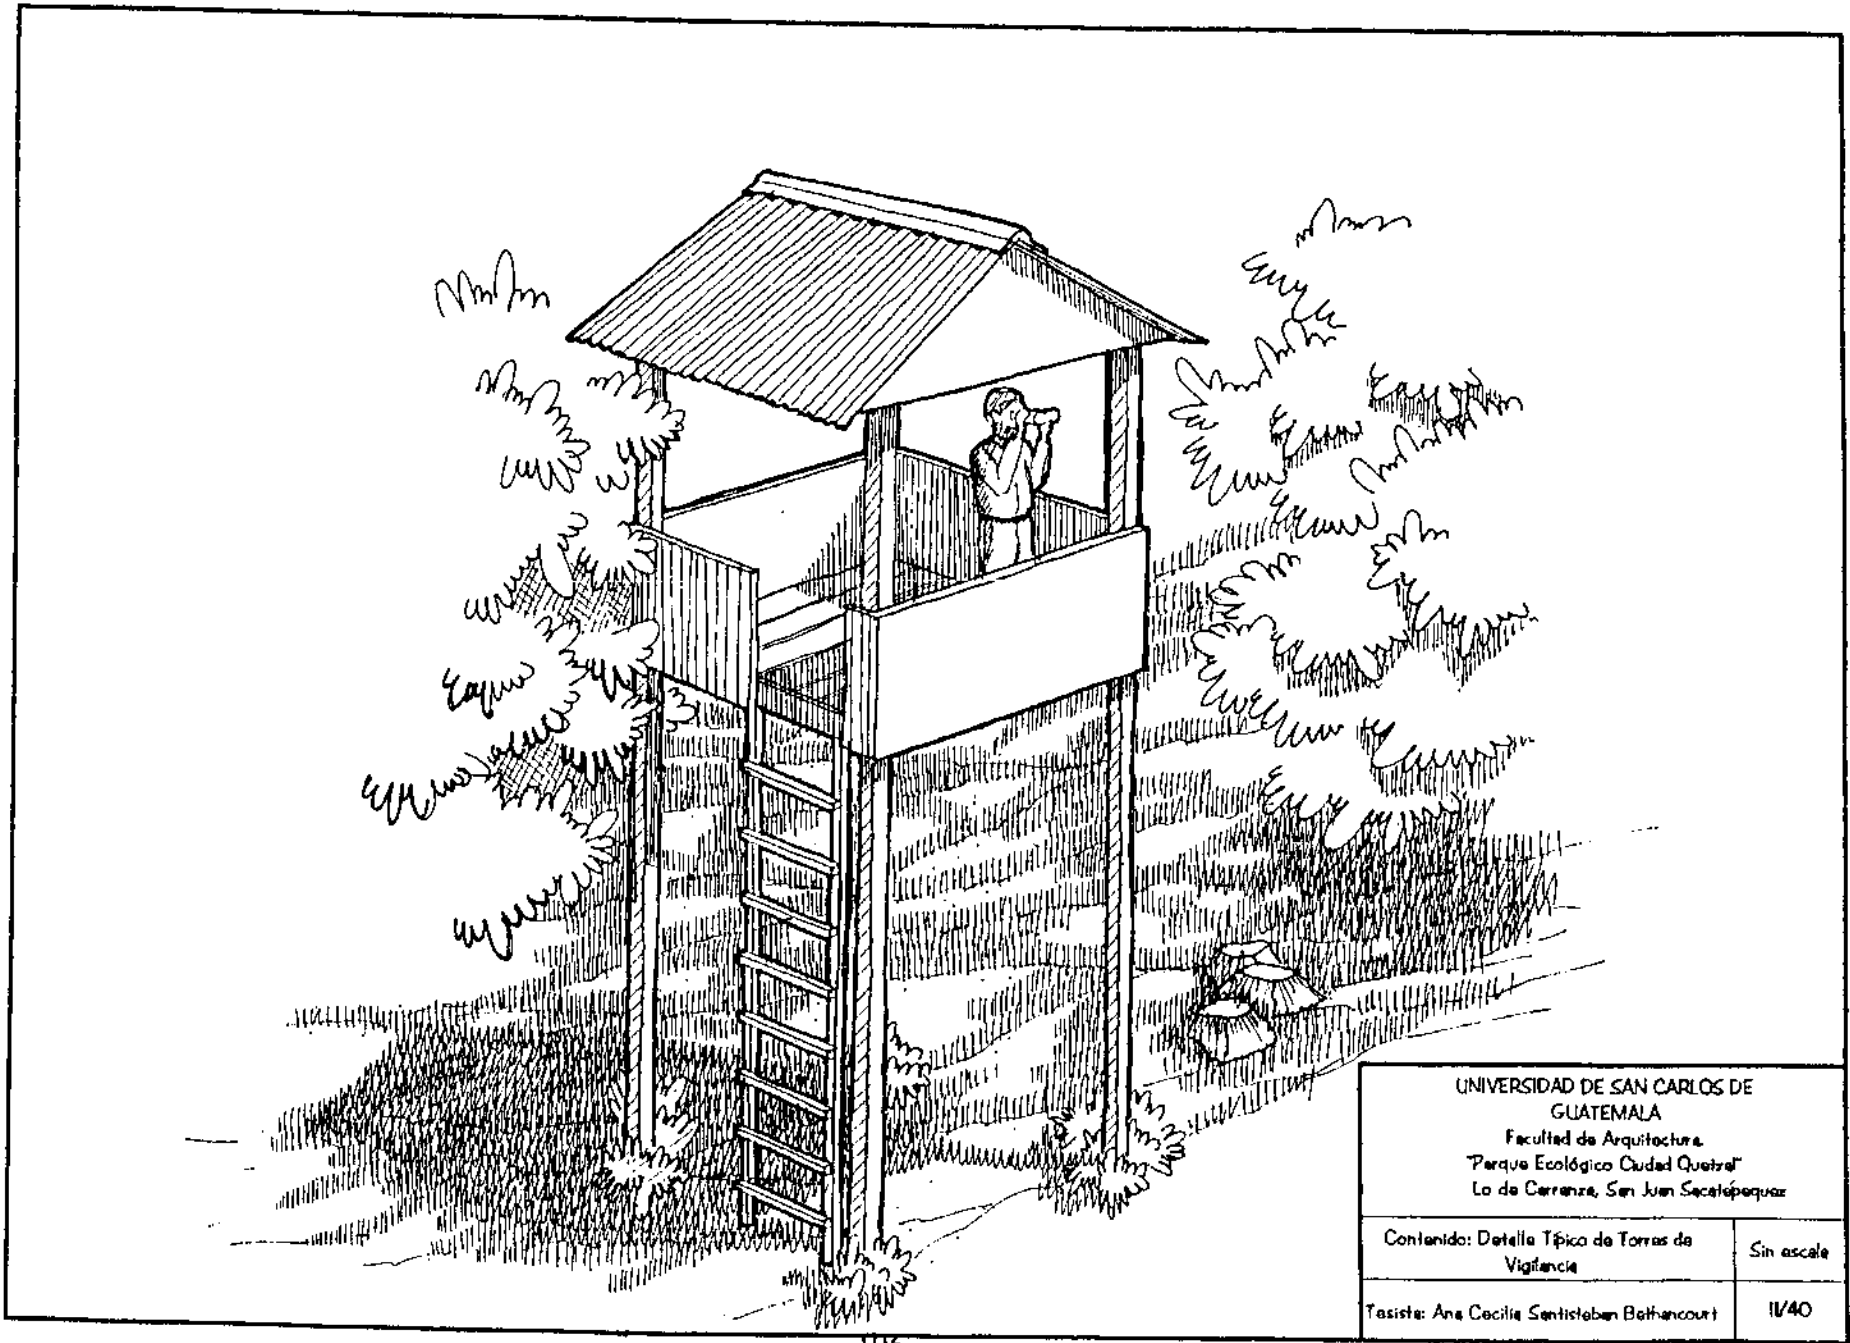 UNIVERSIDAD DE SAN CARLOS DE
GUATEMALA
Facultad de Arquitectura
"Parque Ecológico Ciudad Quetzal"
Lo de Carranza, San Juan Sacatépequez
Contenido: Detalle Típico de Torres de
Vigilancia
Sin escala
Tesista: Ana Cecilia Santisteban Bethancourt
11/40